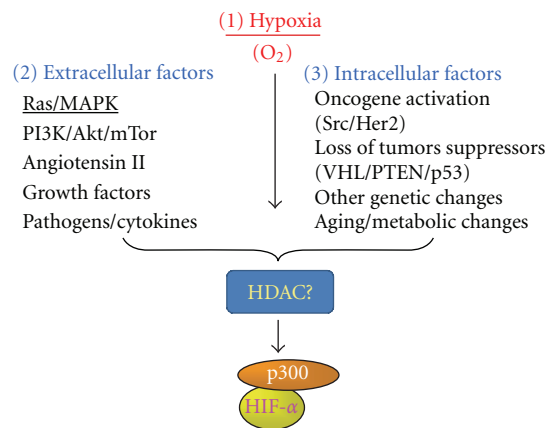 (1) Hypoxia
(O₂)
(2) Extracellular factors
Ras/MAPK
PI3K/Akt/mTor
Angiotensin II
Growth factors
Pathogens/cytokines
(3) Intracellular factors
Oncogene activation
(Src/Her2)
Loss of tumors suppressors
(VHL/PTEN/p53)
Other genetic changes
Aging/metabolic changes
HDAC?
p300
HIF-α